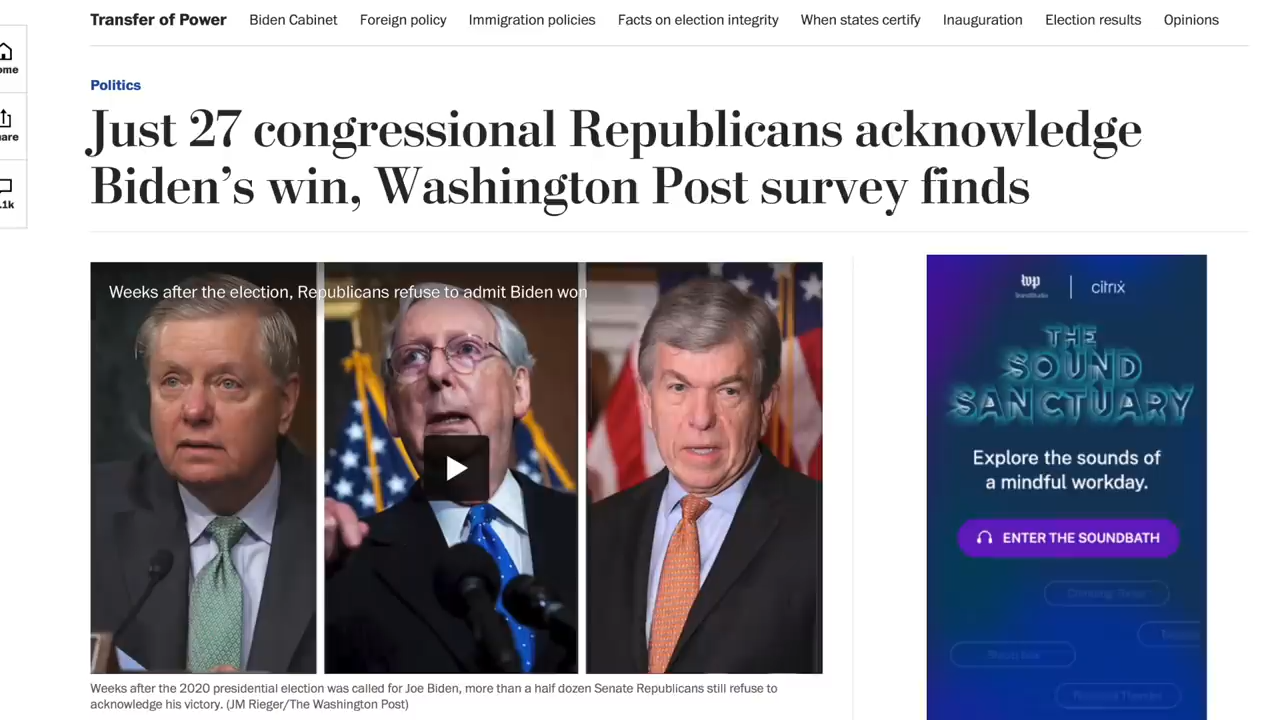 Transfer of Power Biden Cabinet Foreign policy Immigration policies Facts on election integrity When states certify Inauguration Election results Opinions
ome
are
.1k
Politics
Just 27 congressional Republicans acknowledge
Biden's win, Washington Post survey finds
Weeks after the election, Republicans refuse to admit Biden won
Weeks after the 2020 presidential election was called for Joe Biden, more than a half dozen Senate Republicans still refuse to
acknowledge his victory. (JM Rieger/The Washington Post)
wp
citrix
THE
SOUND
SANCTUARY
Explore the sounds of
a mindful workday.
ENTER THE SOUNDBATH